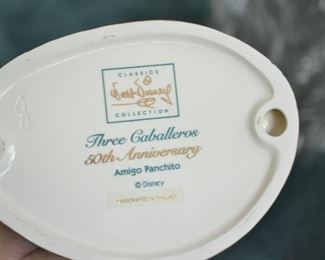 CLASSICS
Walt Disney
COLLECTION
Three Caballeros
50th Anniversary
Amigo Panchito
© Disney